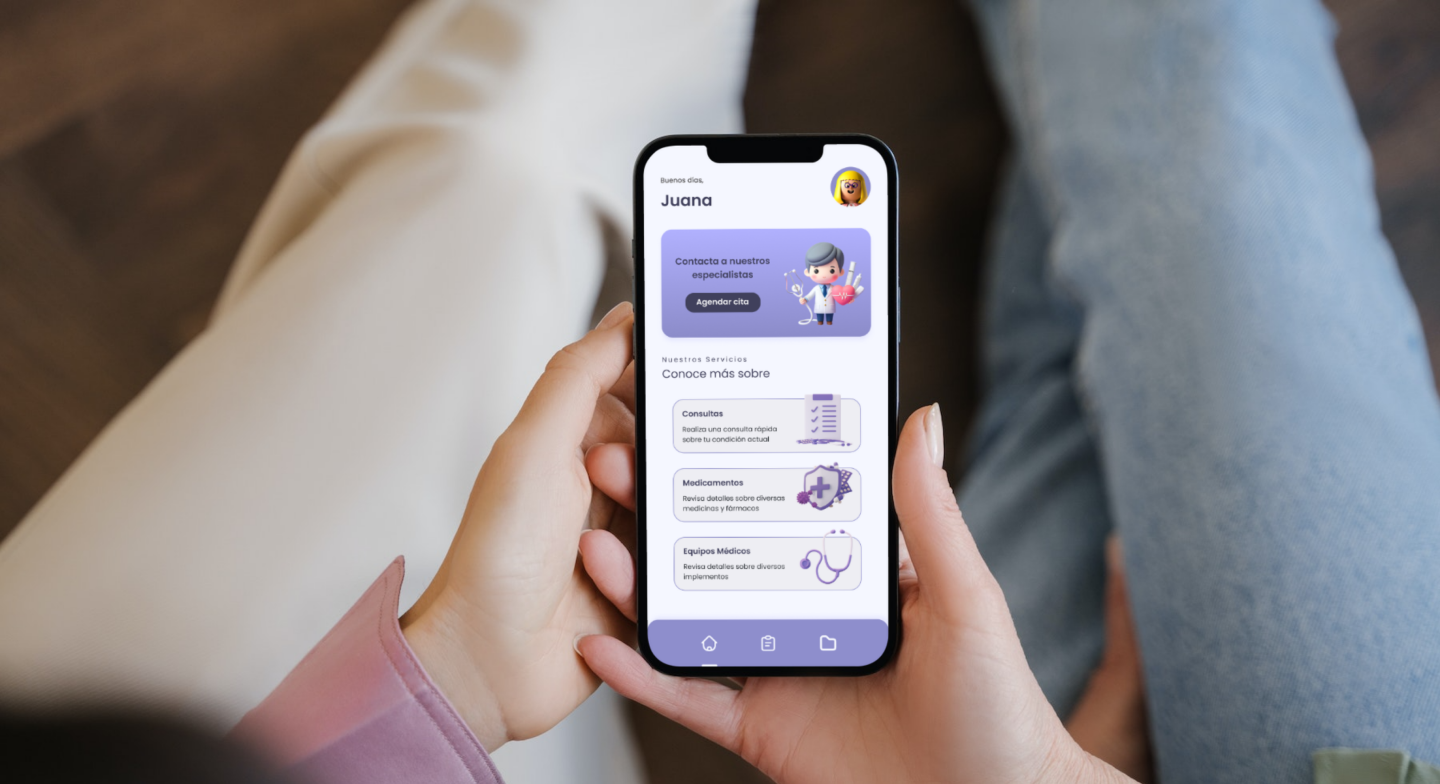 Buenos días,
Juana
Contacta a nuestros
especialistas
Agendar cita
Nuestros Servicios
Conoce más sobre
Consultas
Realiza una consulta rápida
sobre tu condición actual
Medicamentos
Revisa detalles sobre diversas
medicinas y fármacos
Equipos Médicos
Revisa detalles sobre diversos
implementos